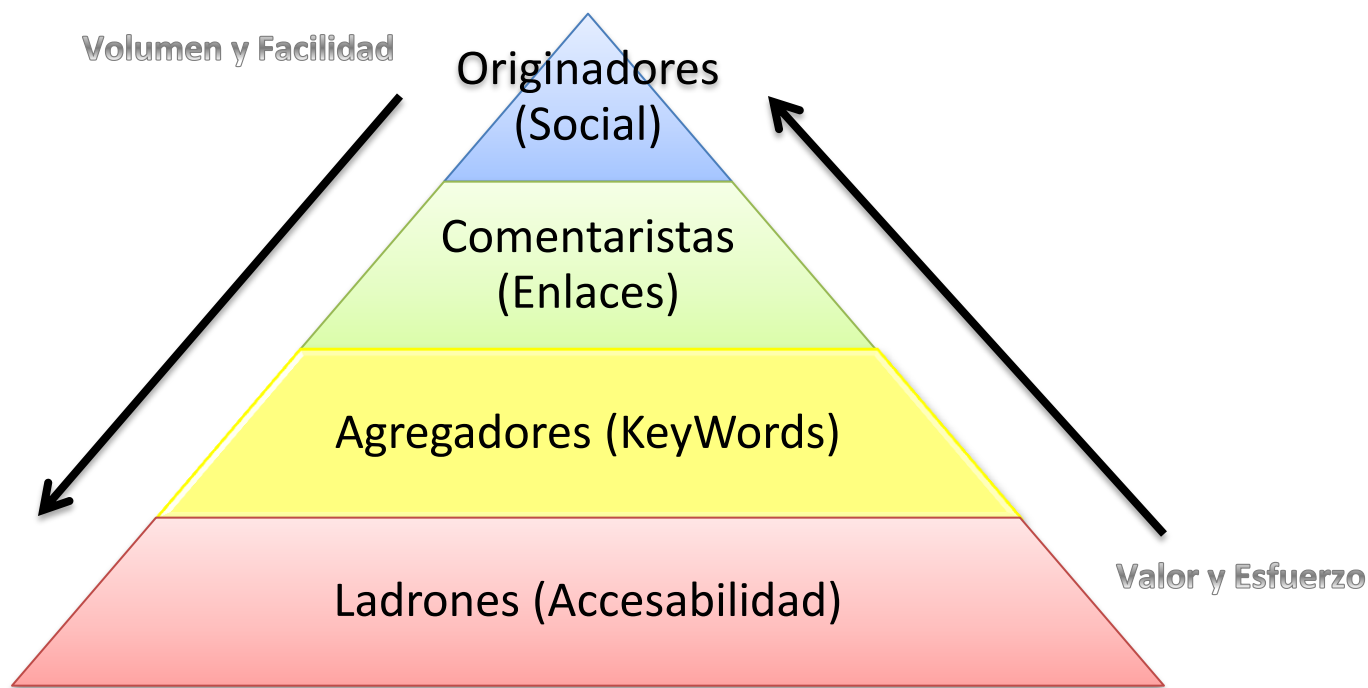 Volumen y Facilidad
Originadores
(Social)
Comentaristas
(Enlaces)
Agregadores (KeyWords)
Ladrones (Accesabilidad)
Valor y Esfuerzo